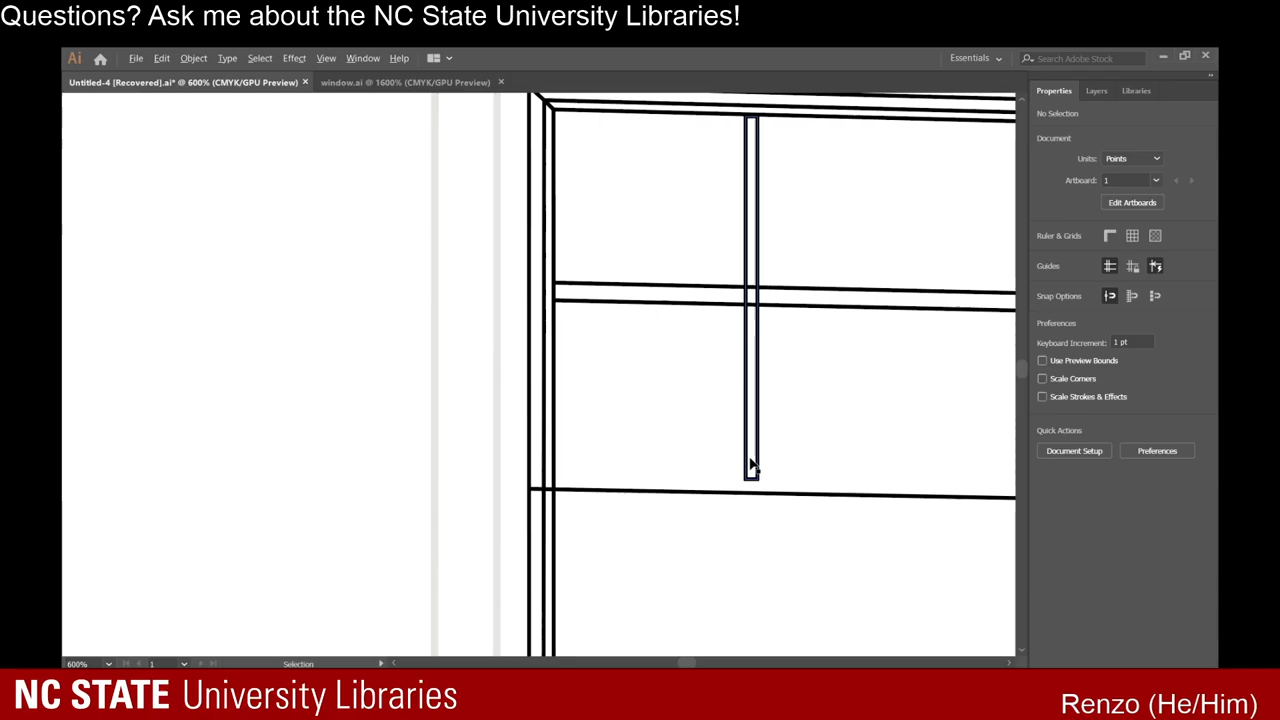 Questions? Ask me about the NC State University Libraries!
Ai File Edit Object Type Select Effect View Window Help Essentials Search Adobe Stock
Untitled-4 [Recovered].ai* @ 600% (CMYK/GPU Preview) × window.ai @ 1600% (CMYK/GPU Preview) ×
Properties Layers Libraries
No Selection
Document
Units: Points
Artboard: 1
Edit Artboards
Ruler & Grids
Guides
Snap Options
Preferences
Keyboard Increment: 1 pt
Use Preview Bounds
Scale Corners
Scale Strokes & Effects
Quick Actions
Document Setup Preferences
600% 1 Selection
NC STATE University Libraries
Renzo (He/Him)